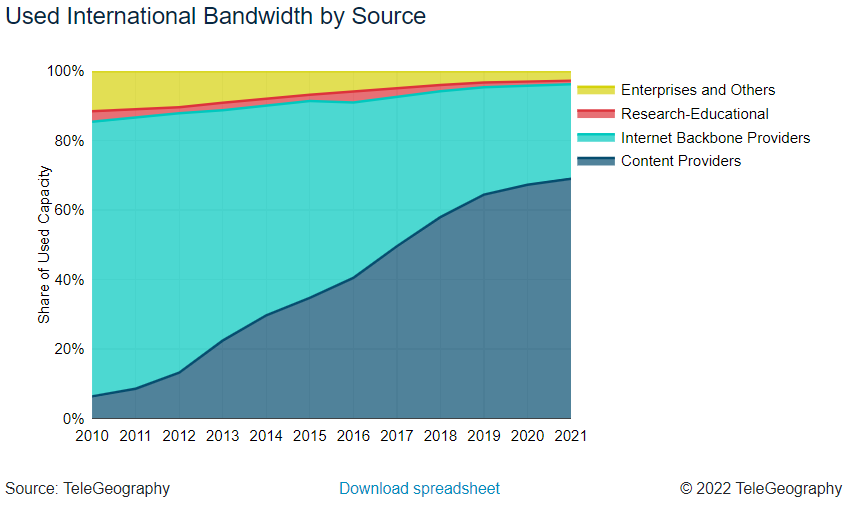 Used International Bandwidth by Source
100%
80%
60%
40%
20%
0%
Share of Used Capacity
2010 2011 2012 2013 2014 2015 2016 2017 2018 2019 2020 2021
Enterprises and Others
Research-Educational
Internet Backbone Providers
Content Providers
Source: TeleGeography Download spreadsheet © 2022 TeleGeography